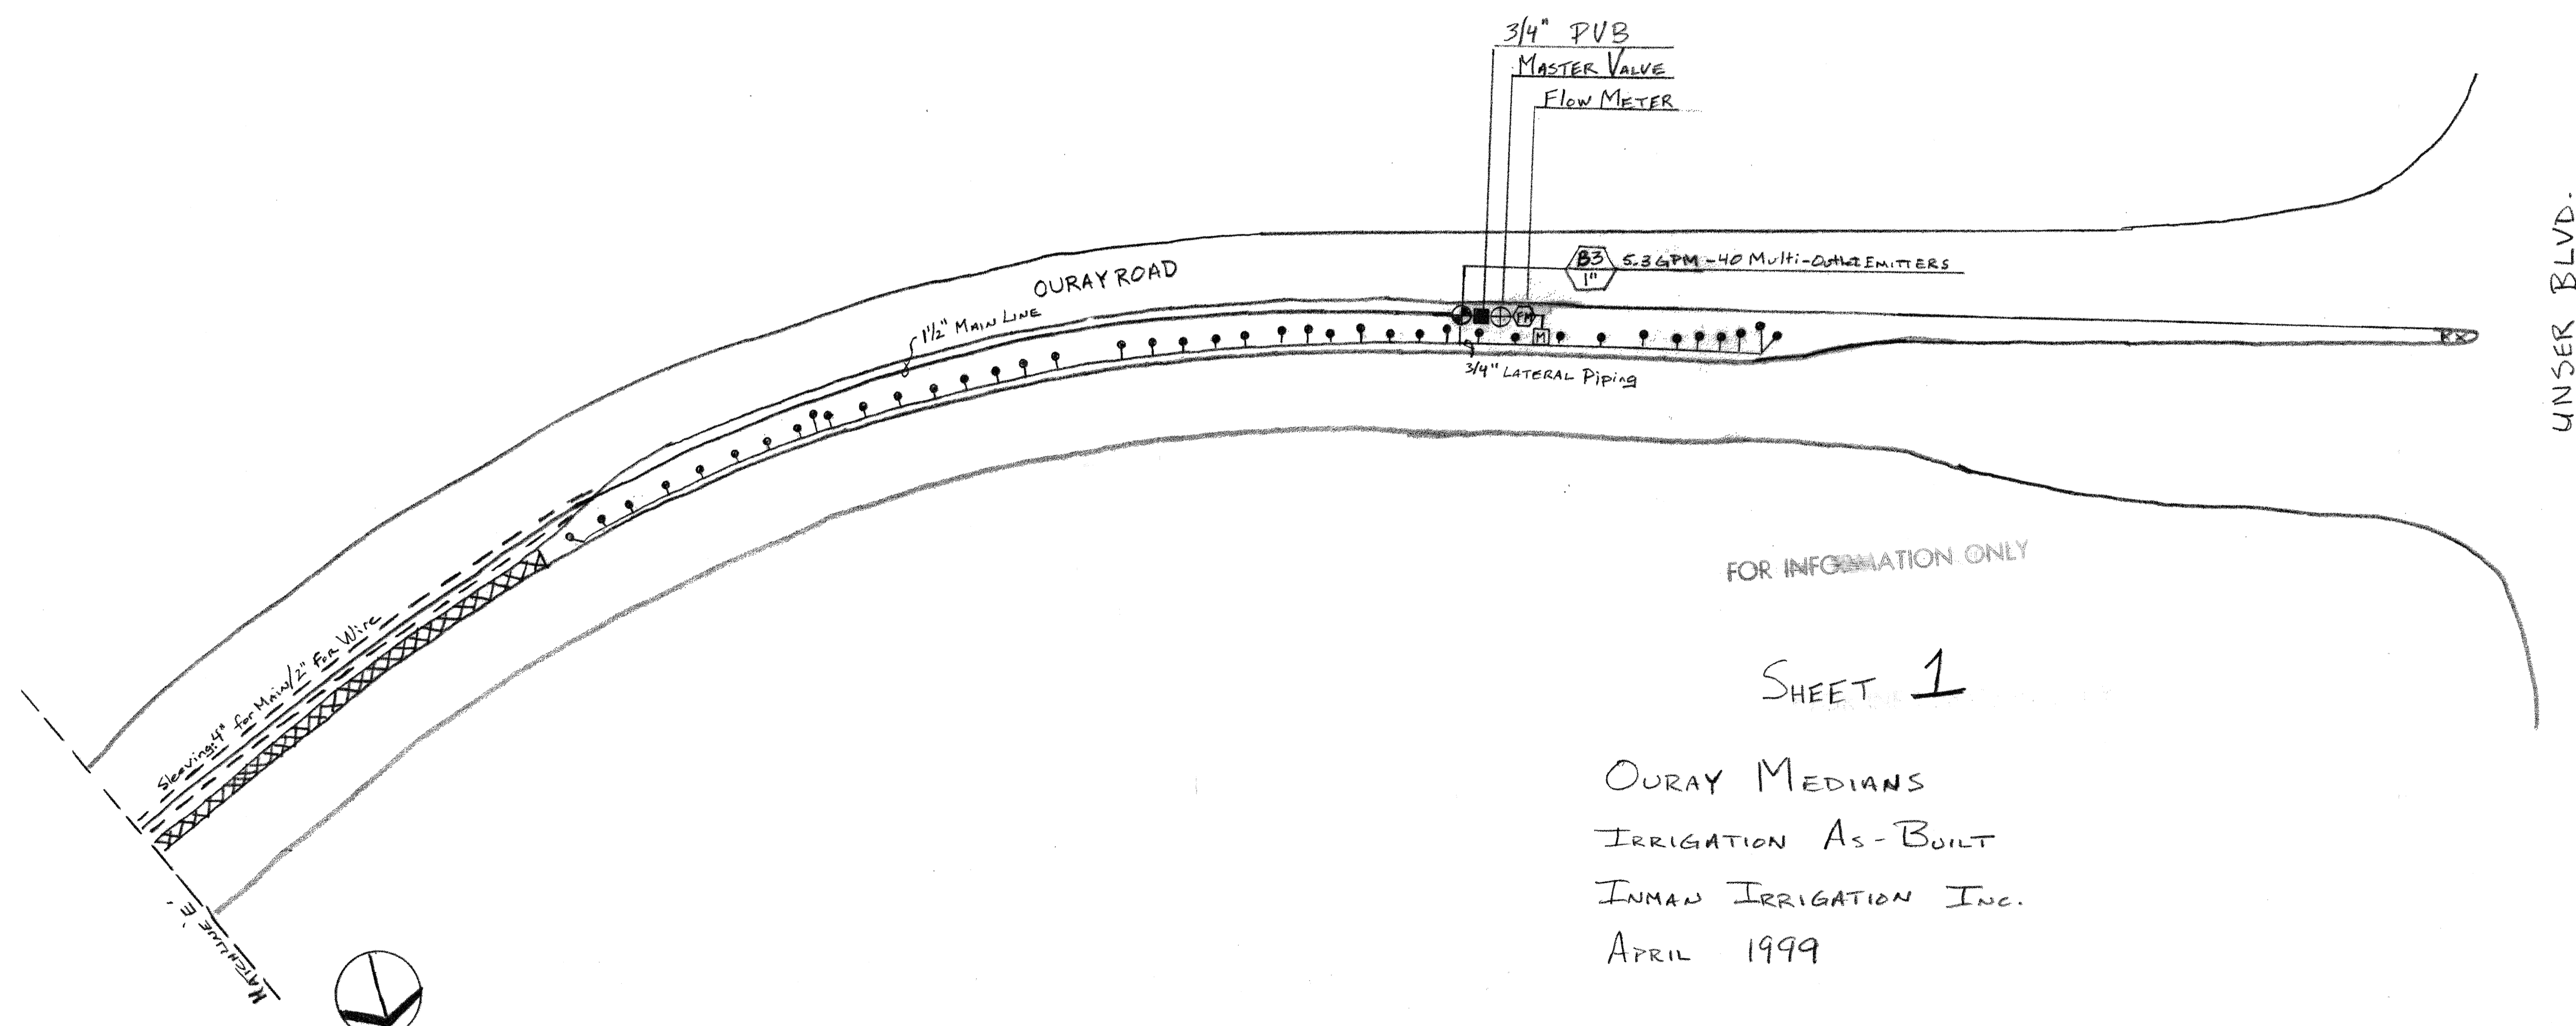 3/4" PVB
MASTER VALVE
Flow METER
B3
1"
5.3 GPM - 40 Multi-Outlet EMITTERS
OURAY ROAD
1 1/2" MAIN LINE
FM
M
3/4" LATERAL Piping
UNSER BLVD.
Sleeving: 4" for Main/2" For Wire
MATCHLINE 'E'
FOR INFORMATION ONLY
SHEET 1
OURAY MEDIANS
IRRIGATION AS-BUILT
INMAN IRRIGATION INC.
APRIL 1999